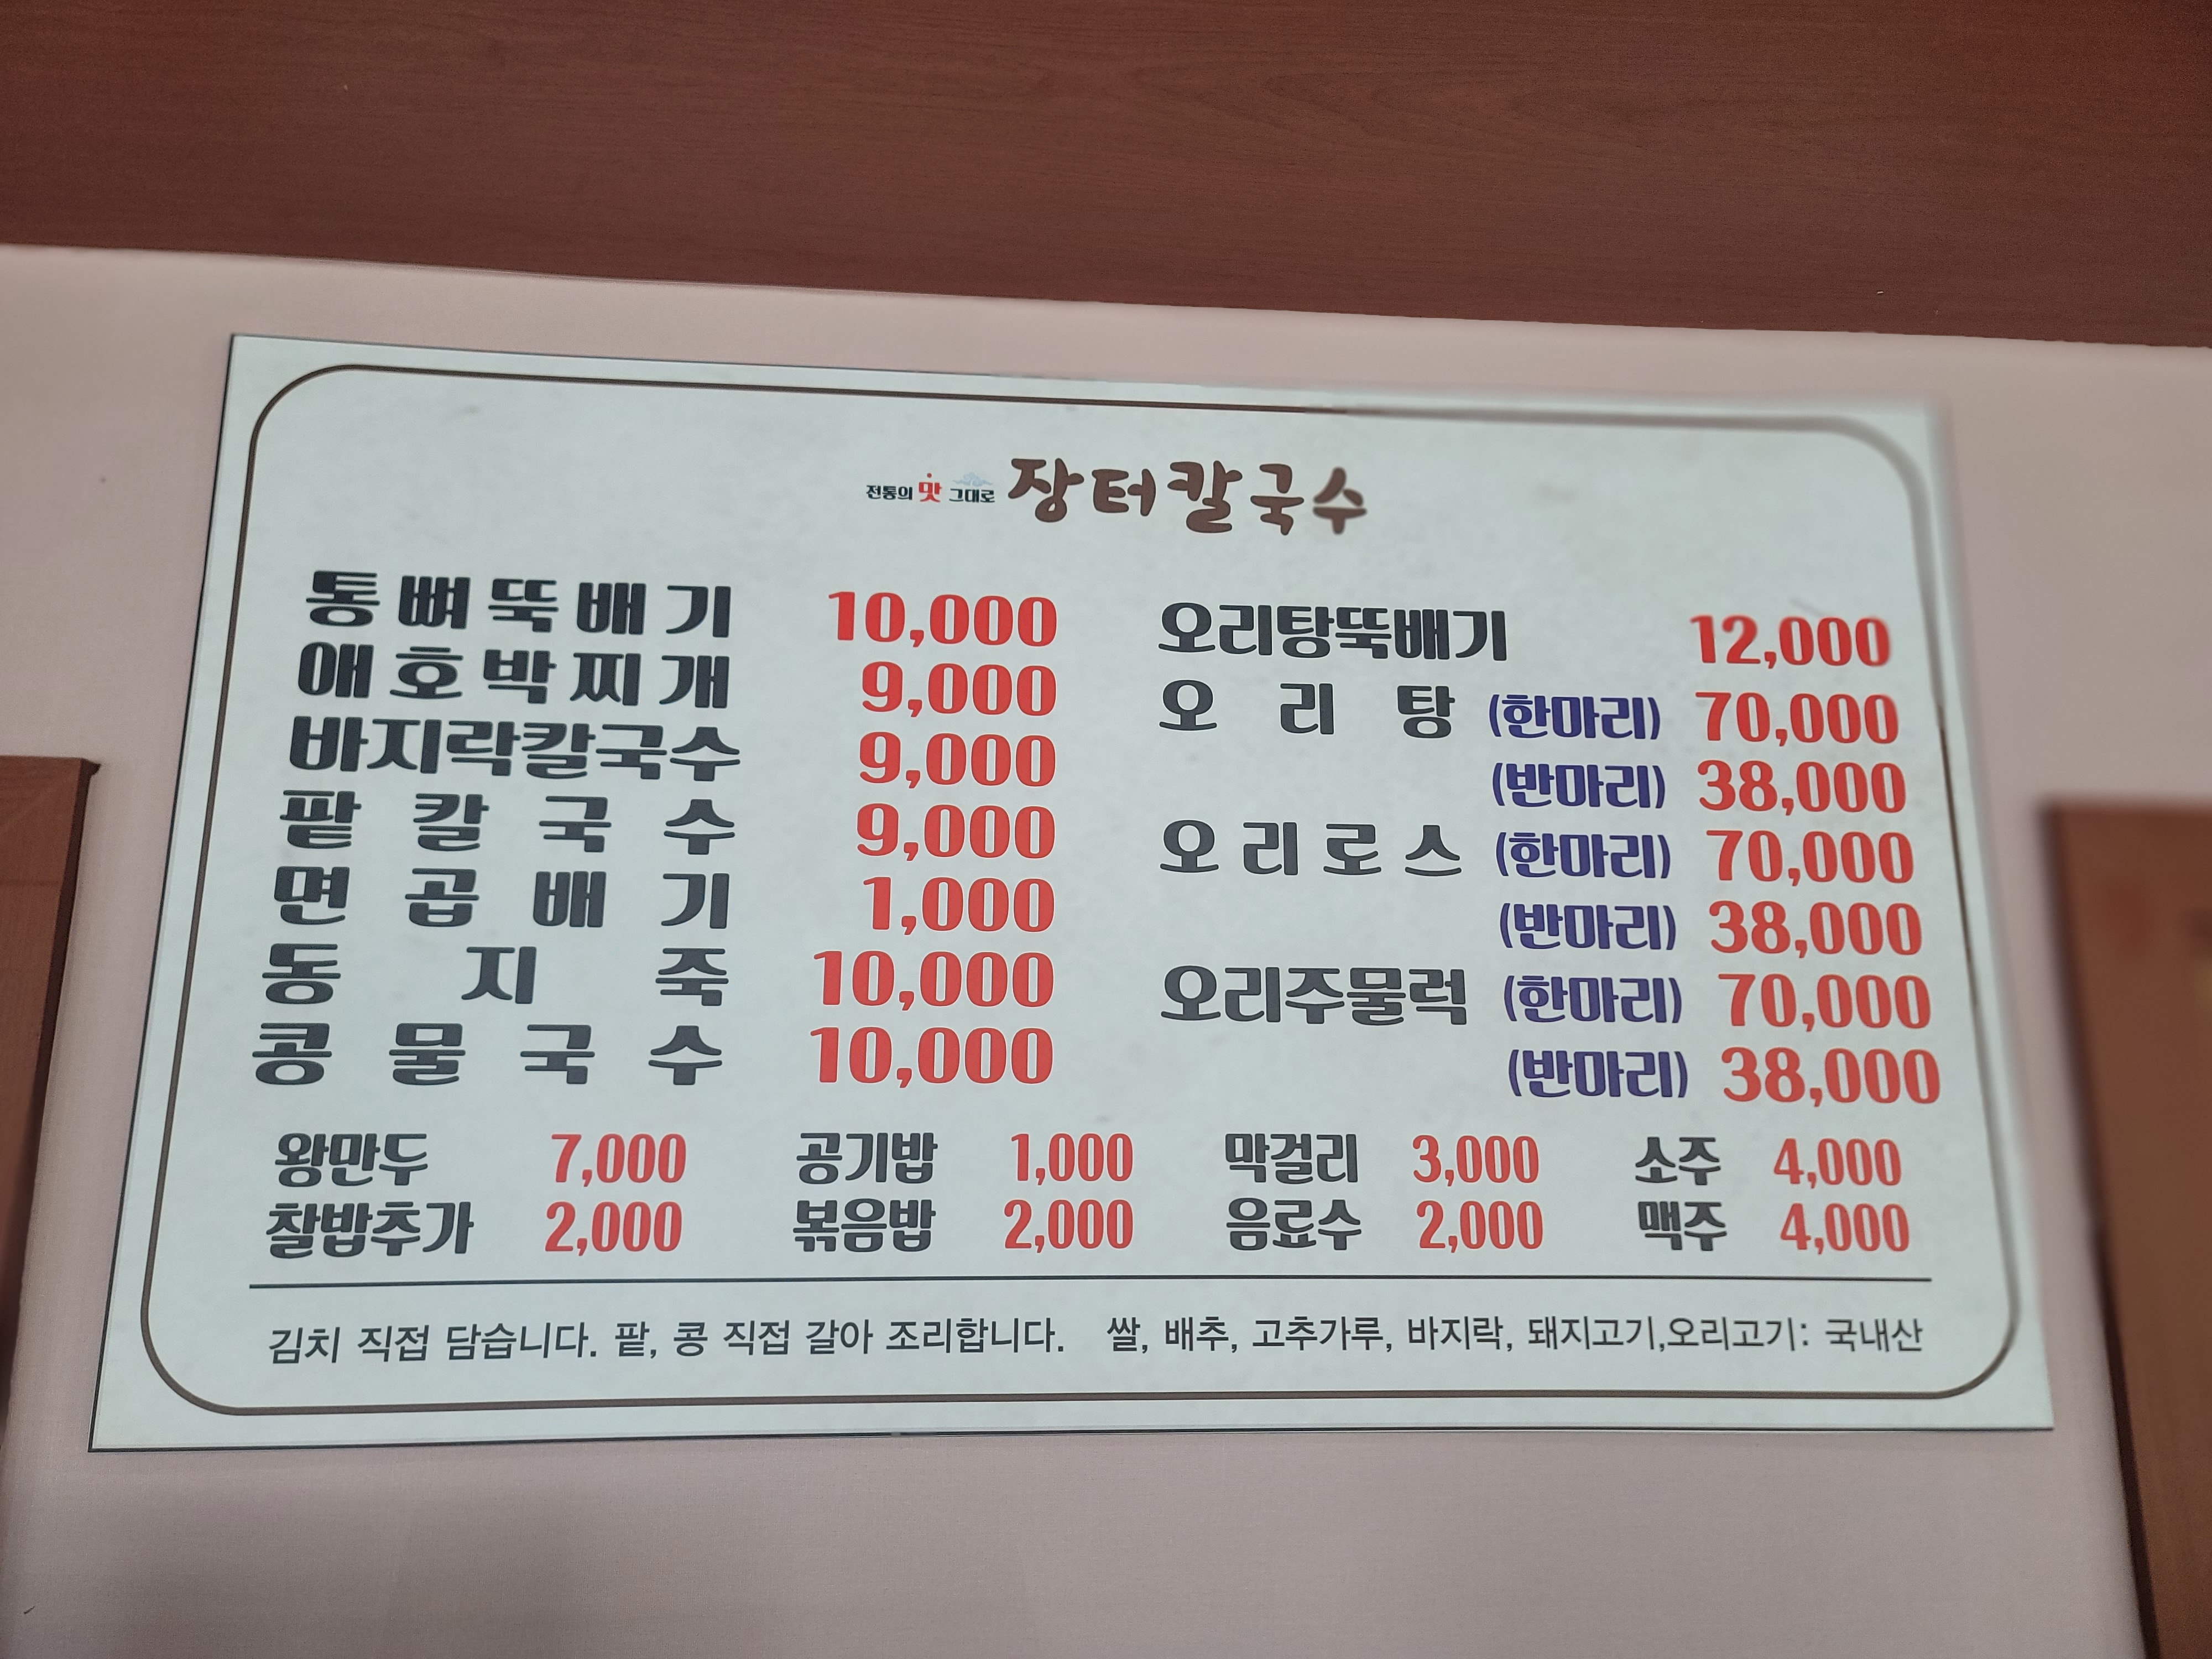 전통의 맛 그대로 장터칼국수
통뼈뚝배기 10,000
애호박찌개 9,000
바지락칼국수 9,000
팥칼국수 9,000
면곱배기 1,000
동지죽 10,000
콩물국수 10,000
오리탕뚝배기 12,000
오리탕 (한마리) 70,000
(반마리) 38,000
오리로스 (한마리) 70,000
(반마리) 38,000
오리주물럭 (한마리) 70,000
(반마리) 38,000
왕만두 7,000 공기밥 1,000 막걸리 3,000 소주 4,000
찰밥추가 2,000 볶음밥 2,000 음료수 2,000 맥주 4,000
김치 직접 담습니다. 팥, 콩 직접 갈아 조리합니다. 쌀, 배추, 고추가루, 바지락, 돼지고기,오리고기: 국내산